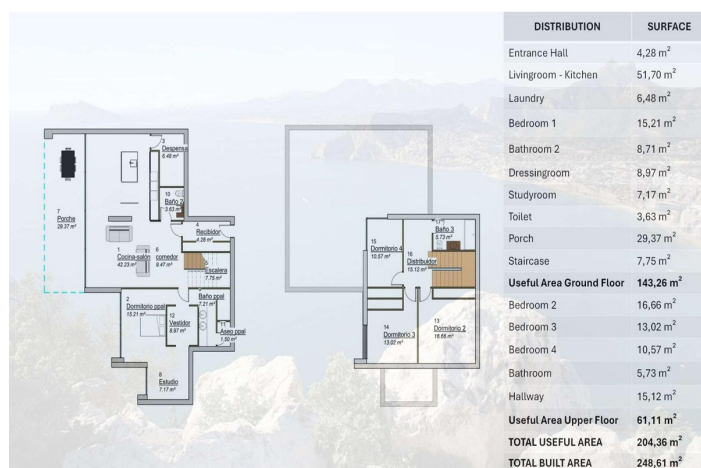 3
Despensa
6.48 m²
10
Baño 2
3.63 m²
7
Porche
29.37 m²
4
Recibidor
4.28 m²
1
Cocina-salón
42.23 m²
6
comedor
9.47 m²
5
Escalera
7.75 m²
2
Dormitorio ppal
15.21 m²
Baño ppal
7.21 m²
12
Vestidor
8.97 m²
11
Aseo ppal
1.50 m²
8
Estudio
7.17 m²
17
Baño 3
5.73 m²
15
Dormitorio 4
10.57 m²
16
Distribuidor
15.12 m²
14
Dormitorio 3
13.02 m²
13
Dormitorio 2
16.66 m²
DISTRIBUTION SURFACE
Entrance Hall 4,28 m²
Livingroom - Kitchen 51,70 m²
Laundry 6,48 m²
Bedroom 1 15,21 m²
Bathroom 2 8,71 m²
Dressingroom 8,97 m²
Studyroom 7,17 m²
Toilet 3,63 m²
Porch 29,37 m²
Staircase 7,75 m²
Useful Area Ground Floor 143,26 m²
Bedroom 2 16,66 m²
Bedroom 3 13,02 m²
Bedroom 4 10,57 m²
Bathroom 5,73 m²
Hallway 15,12 m²
Useful Area Upper Floor 61,11 m²
TOTAL USEFUL AREA 204,36 m²
TOTAL BUILT AREA 248,61 m²